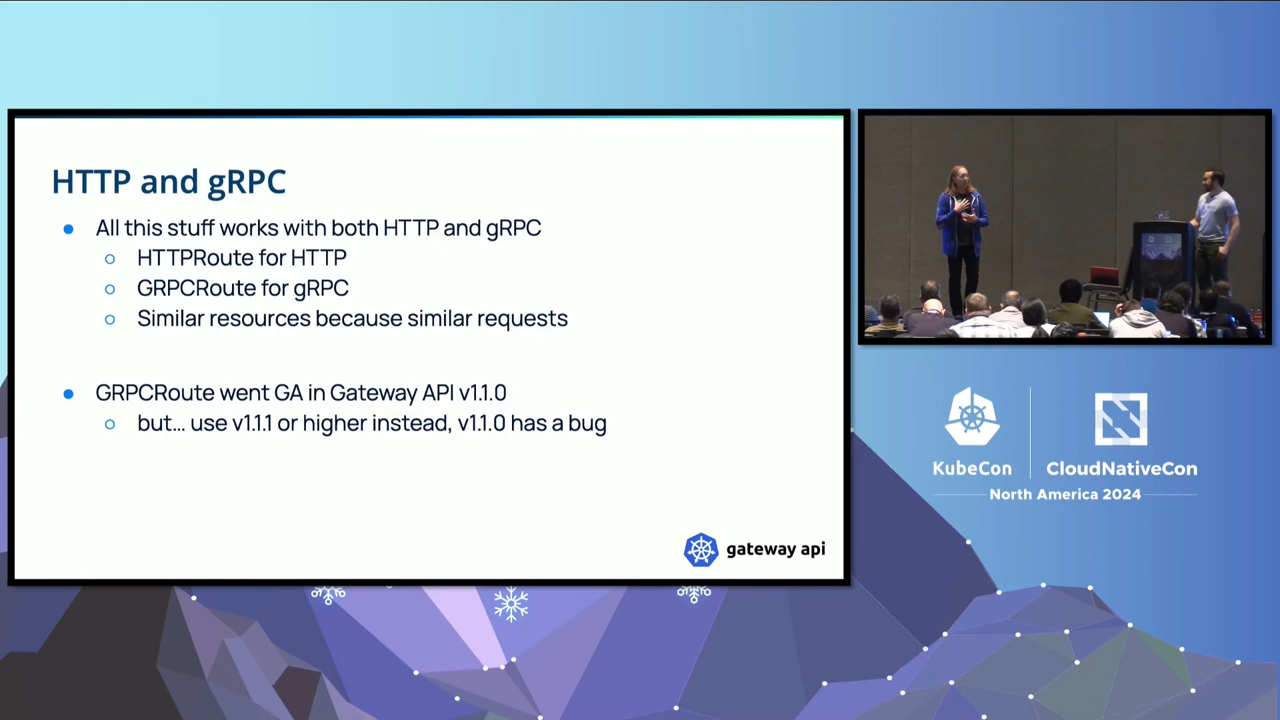 HTTP and gRPC
● All this stuff works with both HTTP and gRPC
○ HTTPRoute for HTTP
○ GRPCRoute for gRPC
○ Similar resources because similar requests
● GRPCRoute went GA in Gateway API v1.1.0
○ but... use v1.1.1 or higher instead, v1.1.0 has a bug
gateway api
KubeCon
CloudNativeCon
North America 2024